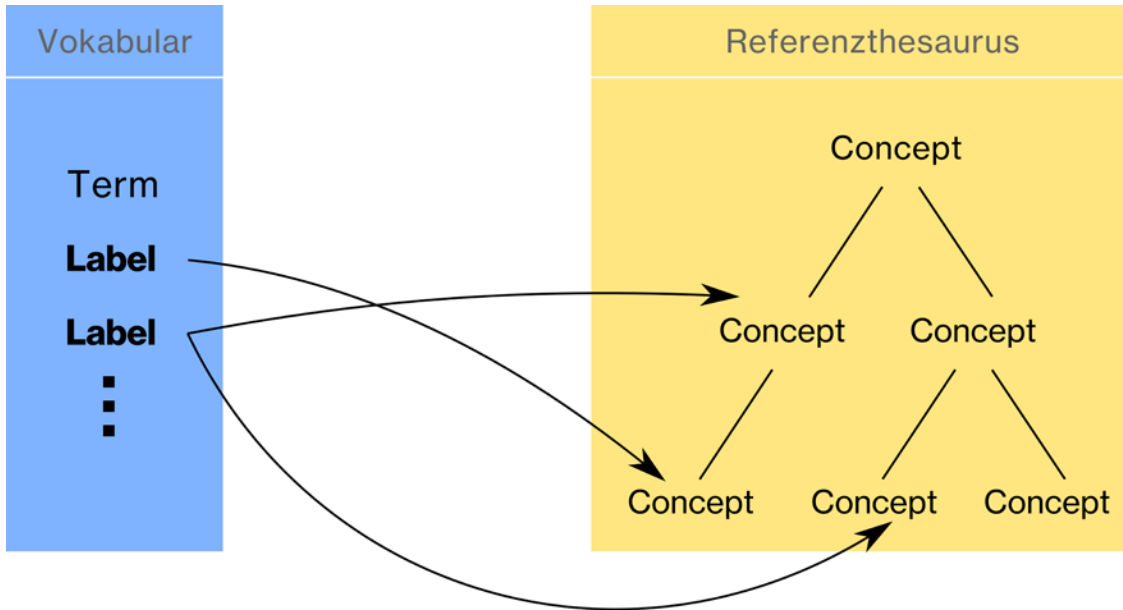 Vokabular
Term
Label
Label
Referenzthesaurus
Concept
Concept Concept
Concept Concept Concept